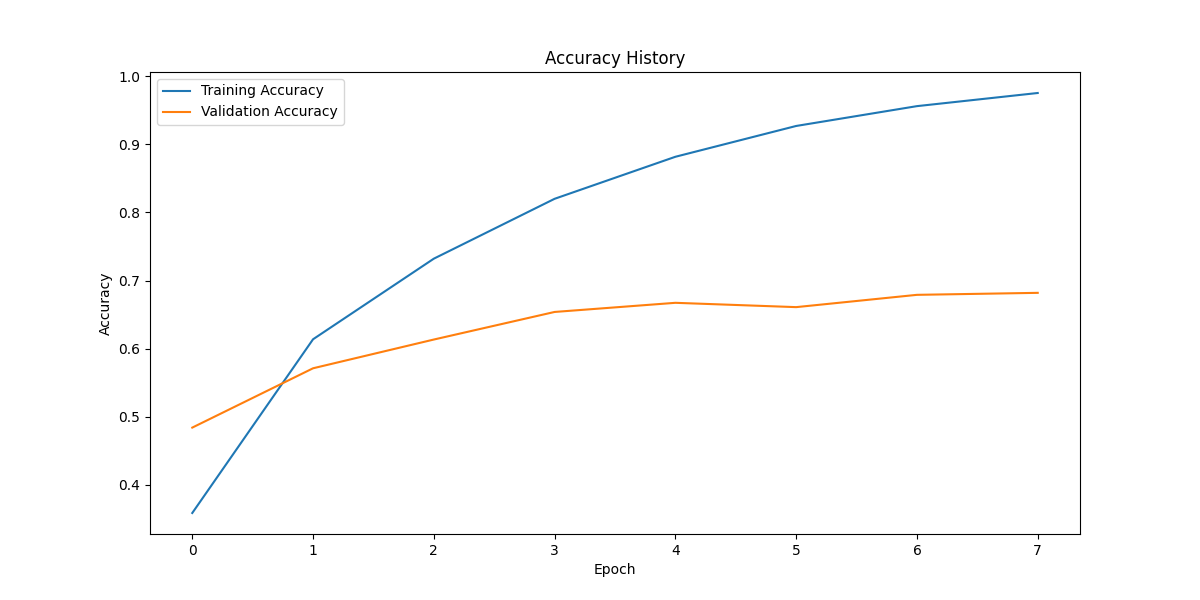 Accuracy History
Training Accuracy
Validation Accuracy
1.0
0.9
0.8
0.7
0.6
0.5
0.4
Accuracy
0 1 2 3 4 5 6 7
Epoch